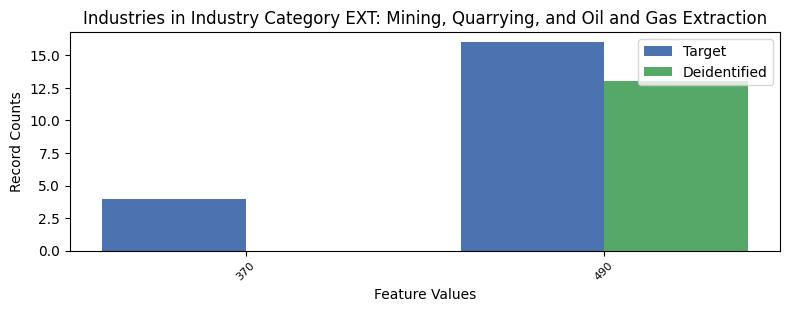 Industries in Industry Category EXT: Mining, Quarrying, and Oil and Gas Extraction
Target
Deidentified
Record Counts
15.0
12.5
10.0
7.5
5.0
2.5
0.0
370
490
Feature Values